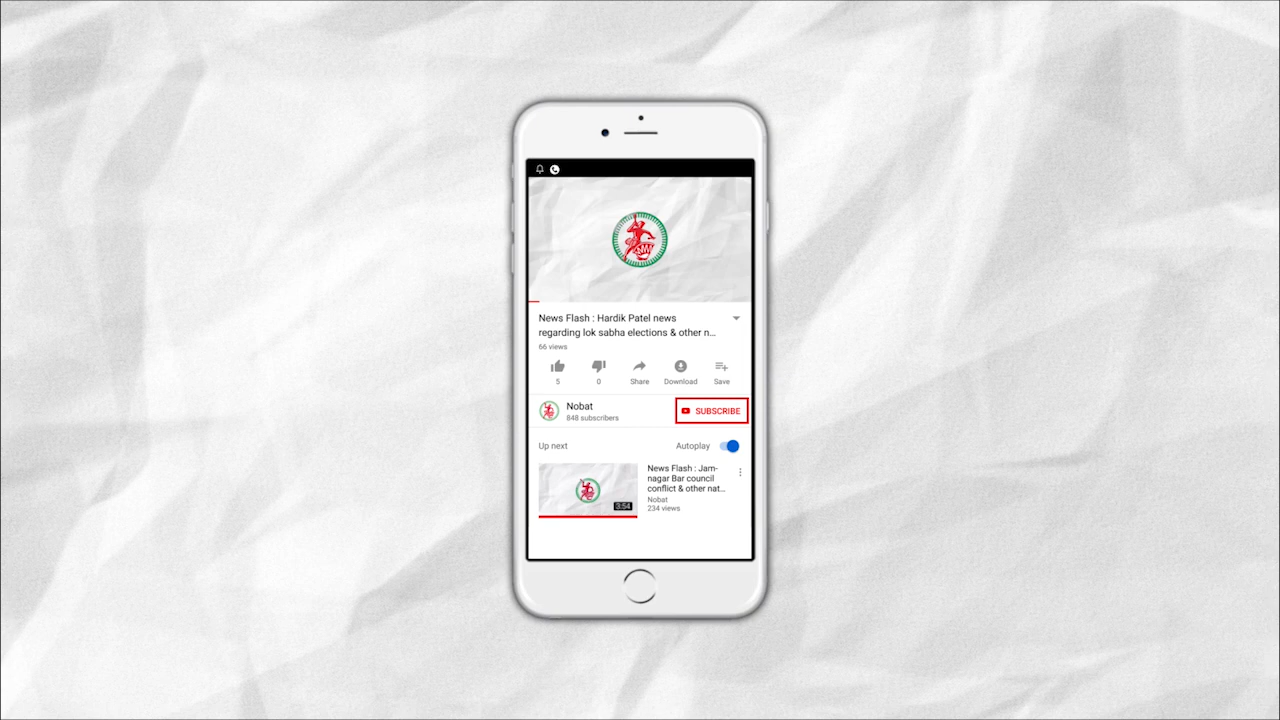 News Flash : Hardik Patel news
regarding lok sabha elections & other n...
66 views
5
0
Share
Download
Save
Nobat
848 subscribers
SUBSCRIBE
Up next
Autoplay
News Flash : Jam-
nagar Bar council
conflict & other nat...
Nobat
234 views
3:54